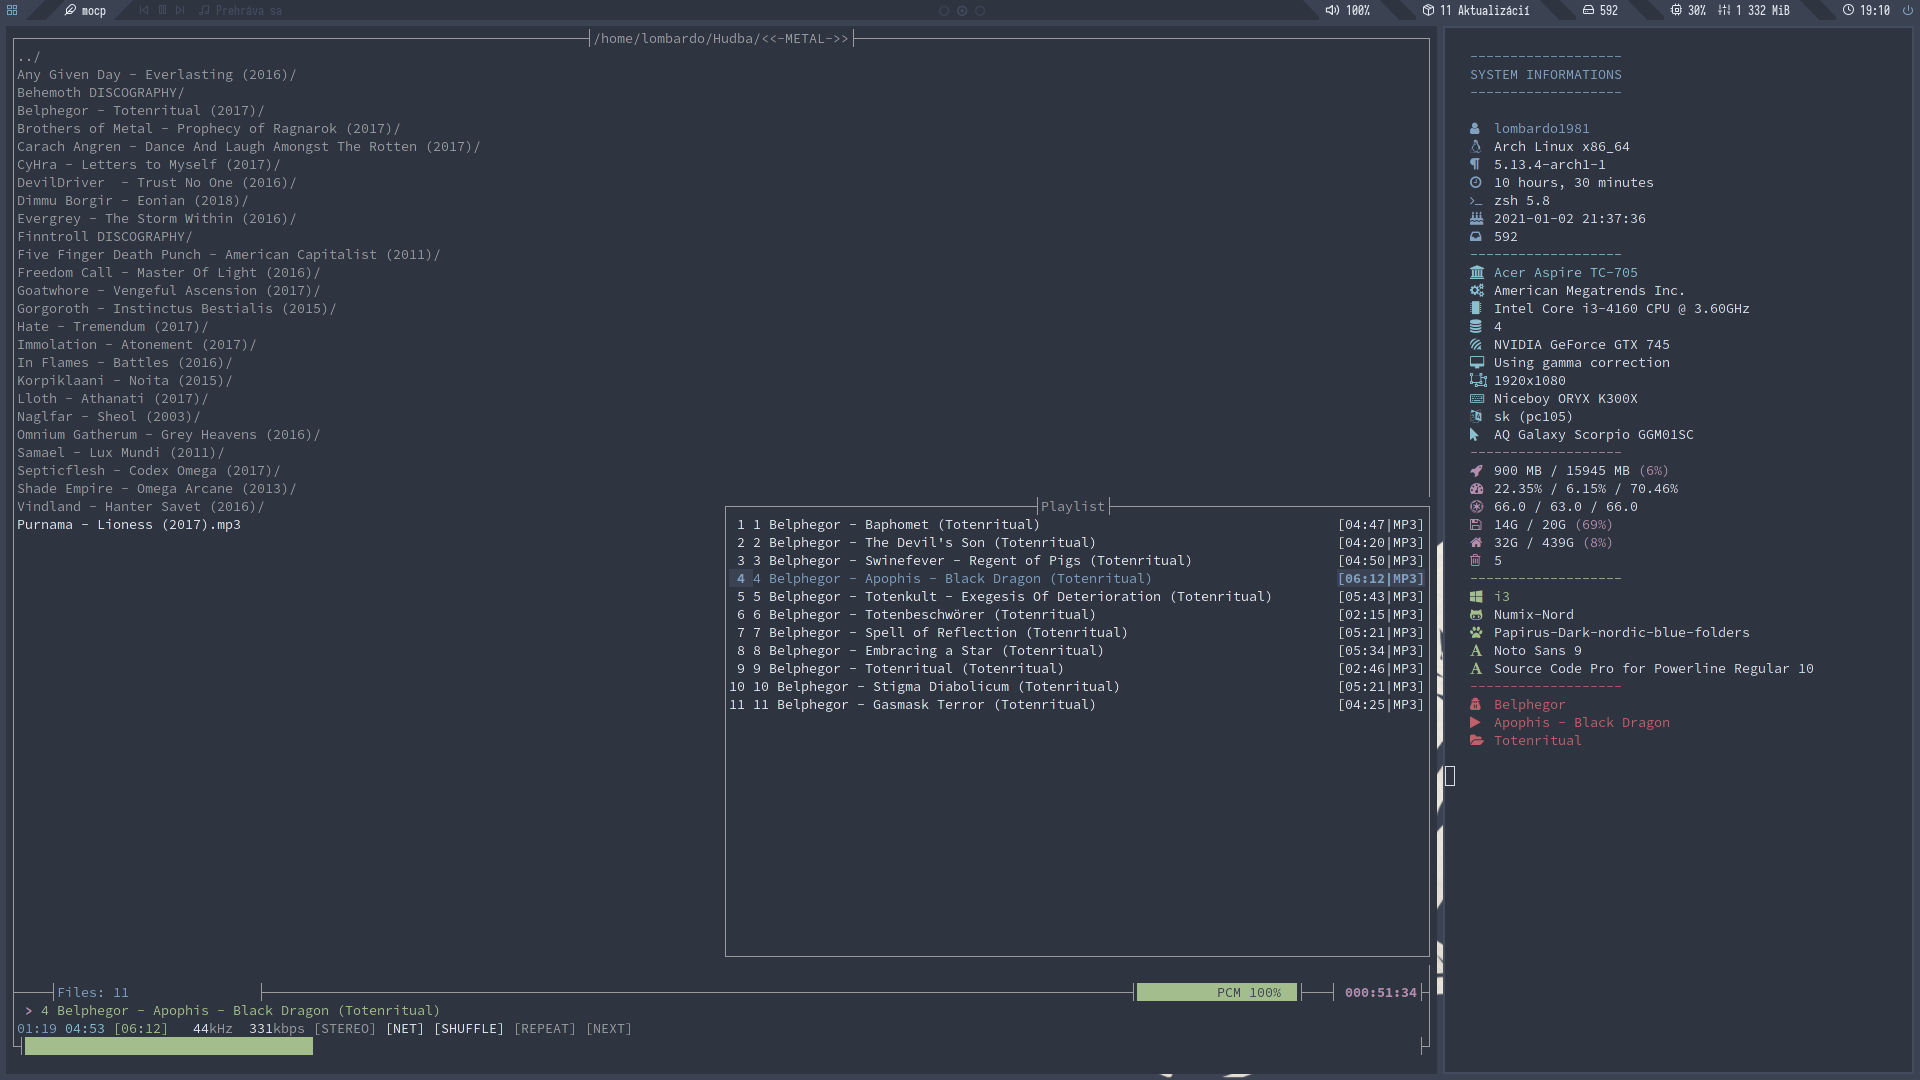 mocp
Prehráva sa
100%
11 Aktualizácií
592
30%
1 332 MiB
19:10
/home/lombardo/Hudba/<<-METAL->>
../
Any Given Day - Everlasting (2016)/
Behemoth DISCOGRAPHY/
Belphegor - Totenritual (2017)/
Brothers of Metal - Prophecy of Ragnarok (2017)/
Carach Angren - Dance And Laugh Amongst The Rotten (2017)/
CyHra - Letters to Myself (2017)/
DevilDriver  - Trust No One (2016)/
Dimmu Borgir - Eonian (2018)/
Evergrey - The Storm Within (2016)/
Finntroll DISCOGRAPHY/
Five Finger Death Punch - American Capitalist (2011)/
Freedom Call - Master Of Light (2016)/
Goatwhore - Vengeful Ascension (2017)/
Gorgoroth - Instinctus Bestialis (2015)/
Hate - Tremendum (2017)/
Immolation - Atonement (2017)/
In Flames - Battles (2016)/
Korpiklaani - Noita (2015)/
Lloth - Athanati (2017)/
Naglfar - Sheol (2003)/
Omnium Gatherum - Grey Heavens (2016)/
Samael - Lux Mundi (2011)/
Septicflesh - Codex Omega (2017)/
Shade Empire - Omega Arcane (2013)/
Vindland - Hanter Savet (2016)/
Purnama - Lioness (2017).mp3
Playlist
1 1 Belphegor - Baphomet (Totenritual) [04:47|MP3]
2 2 Belphegor - The Devil's Son (Totenritual) [04:20|MP3]
3 3 Belphegor - Swinefever - Regent of Pigs (Totenritual) [04:50|MP3]
4 4 Belphegor - Apophis - Black Dragon (Totenritual) [06:12|MP3]
5 5 Belphegor - Totenkult - Exegesis Of Deterioration (Totenritual) [05:43|MP3]
6 6 Belphegor - Totenbeschwörer (Totenritual) [02:15|MP3]
7 7 Belphegor - Spell of Reflection (Totenritual) [05:21|MP3]
8 8 Belphegor - Embracing a Star (Totenritual) [05:34|MP3]
9 9 Belphegor - Totenritual (Totenritual) [02:46|MP3]
10 10 Belphegor - Stigma Diabolicum (Totenritual) [05:21|MP3]
11 11 Belphegor - Gasmask Terror (Totenritual) [04:25|MP3]
Files: 11
PCM 100%
000:51:34
> 4 Belphegor - Apophis - Black Dragon (Totenritual)
01:19 04:53 [06:12]   44kHz  331kbps [STEREO] [NET] [SHUFFLE] [REPEAT] [NEXT]
-------------------
SYSTEM INFORMATIONS
-------------------
lombardo1981
Arch Linux x86_64
5.13.4-arch1-1
10 hours, 30 minutes
zsh 5.8
2021-01-02 21:37:36
592
-------------------
Acer Aspire TC-705
American Megatrends Inc.
Intel Core i3-4160 CPU @ 3.60GHz
4
NVIDIA GeForce GTX 745
Using gamma correction
1920x1080
Niceboy ORYX K300X
sk (pc105)
AQ Galaxy Scorpio GGM01SC
-------------------
900 MB / 15945 MB (6%)
22.35% / 6.15% / 70.46%
66.0 / 63.0 / 66.0
14G / 20G (69%)
32G / 439G (8%)
5
-------------------
i3
Numix-Nord
Papirus-Dark-nordic-blue-folders
Noto Sans 9
Source Code Pro for Powerline Regular 10
-------------------
Belphegor
Apophis - Black Dragon
Totenritual